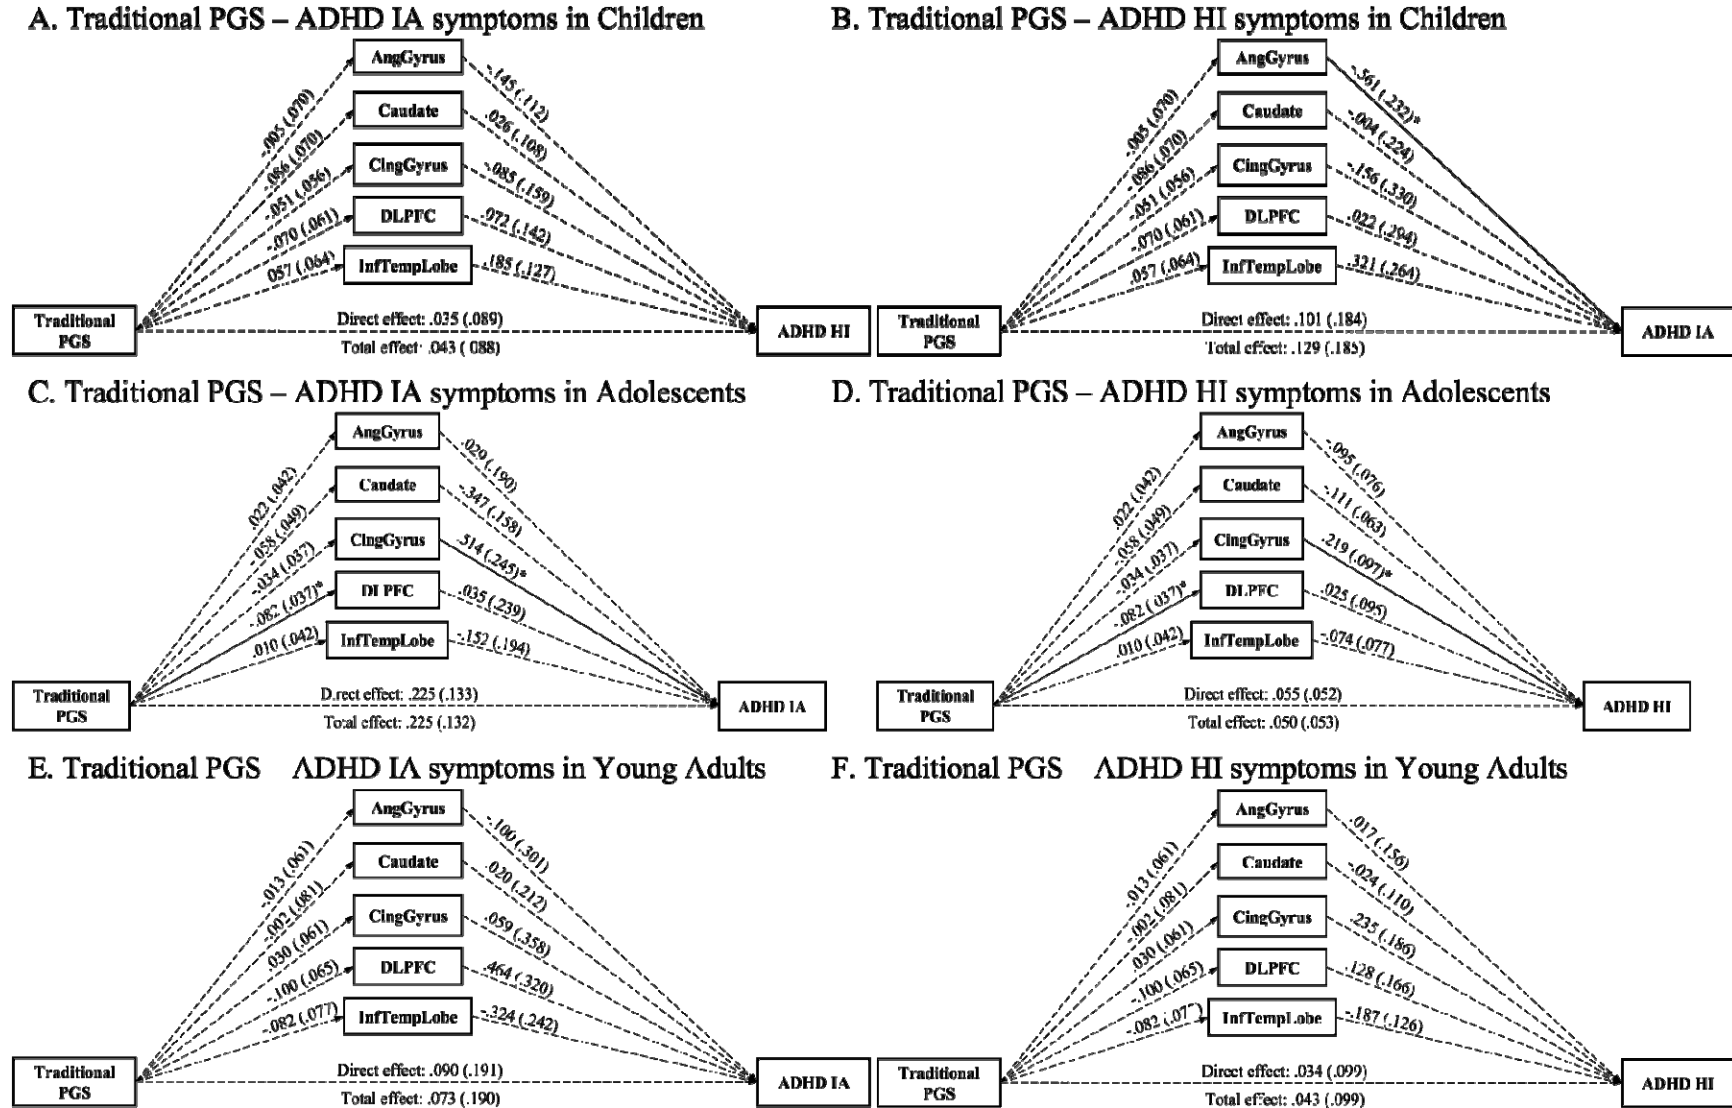 A. Traditional PGS – ADHD IA symptoms in Children
AngGyrus
Caudate
CingGyrus
DLPFC
InfTempLobe
-.005 (.070)
-.086 (.070)
-.051 (.056)
-.070 (.061)
.057 (.064)
-.145 (.112)
.026 (.108)
-.085 (.159)
.072 (.142)
.185 (.127)
Traditional
PGS
Direct effect: .035 (.089)
Total effect: .043 (.088)
ADHD HI
B. Traditional PGS – ADHD HI symptoms in Children
AngGyrus
Caudate
CingGyrus
DLPFC
InfTempLobe
-.005 (.070)
-.086 (.070)
-.051 (.056)
-.070 (.061)
.057 (.064)
-.561 (.232)*
-.004 (.224)
-.156 (.330)
.022 (.294)
.321 (.264)
Traditional
PGS
Direct effect: .101 (.184)
Total effect: .129 (.185)
ADHD IA
C. Traditional PGS – ADHD IA symptoms in Adolescents
AngGyrus
Caudate
CingGyrus
DLPFC
InfTempLobe
.022 (.042)
-.058 (.049)
-.034 (.037)
-.082 (.037)*
.010 (.042)
.029 (.190)
-.347 (.158)
.514 (.245)*
.035 (.239)
-.152 (.194)
Traditional
PGS
Direct effect: .225 (.133)
Total effect: .225 (.132)
ADHD IA
D. Traditional PGS – ADHD HI symptoms in Adolescents
AngGyrus
Caudate
CingGyrus
DLPFC
InfTempLobe
.022 (.042)
-.058 (.049)
-.034 (.037)
-.082 (.037)*
.010 (.042)
-.095 (.076)
-.111 (.063)
.219 (.097)*
.025 (.095)
-.074 (.077)
Traditional
PGS
Direct effect: .055 (.052)
Total effect: .050 (.053)
ADHD HI
E. Traditional PGS ADHD IA symptoms in Young Adults
AngGyrus
Caudate
CingGyrus
DLPFC
InfTempLobe
-.013 (.061)
-.002 (.081)
.030 (.061)
-.100 (.065)
-.082 (.077)
-.100 (.301)
.020 (.212)
.059 (.358)
.464 (.320)
-.324 (.242)
Traditional
PGS
Direct effect: .090 (.191)
Total effect: .073 (.190)
ADHD IA
F. Traditional PGS ADHD HI symptoms in Young Adults
AngGyrus
Caudate
CingGyrus
DLPFC
InfTempLobe
-.013 (.061)
-.002 (.081)
.030 (.061)
-.100 (.065)
-.082 (.077)
.017 (.156)
-.024 (.110)
.235 (.186)
.128 (.166)
-.187 (.126)
Traditional
PGS
Direct effect: .034 (.099)
Total effect: .043 (.099)
ADHD HI